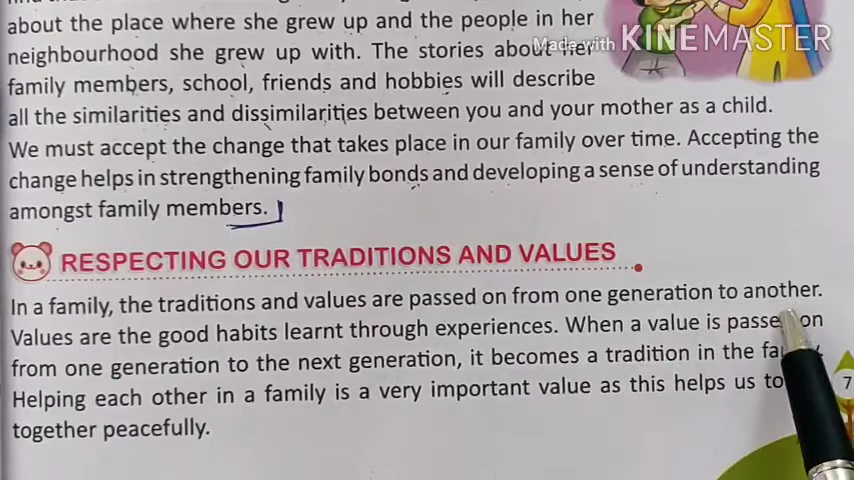 about the place where she grew up and the people in her
neighbourhood she grew up with. The stories about her
family members, school, friends and hobbies will describe
all the similarities and dissimilarities between you and your mother as a child.
We must accept the change that takes place in our family over time. Accepting the
change helps in strengthening family bonds and developing a sense of understanding
amongst family members.
RESPECTING OUR TRADITIONS AND VALUES
In a family, the traditions and values are passed on from one generation to another.
Values are the good habits learnt through experiences. When a value is passed on
from one generation to the next generation, it becomes a tradition in the
Helping each other in a family is a very important value as this helps us to
together peacefully.
7
Made with KINEMASTER